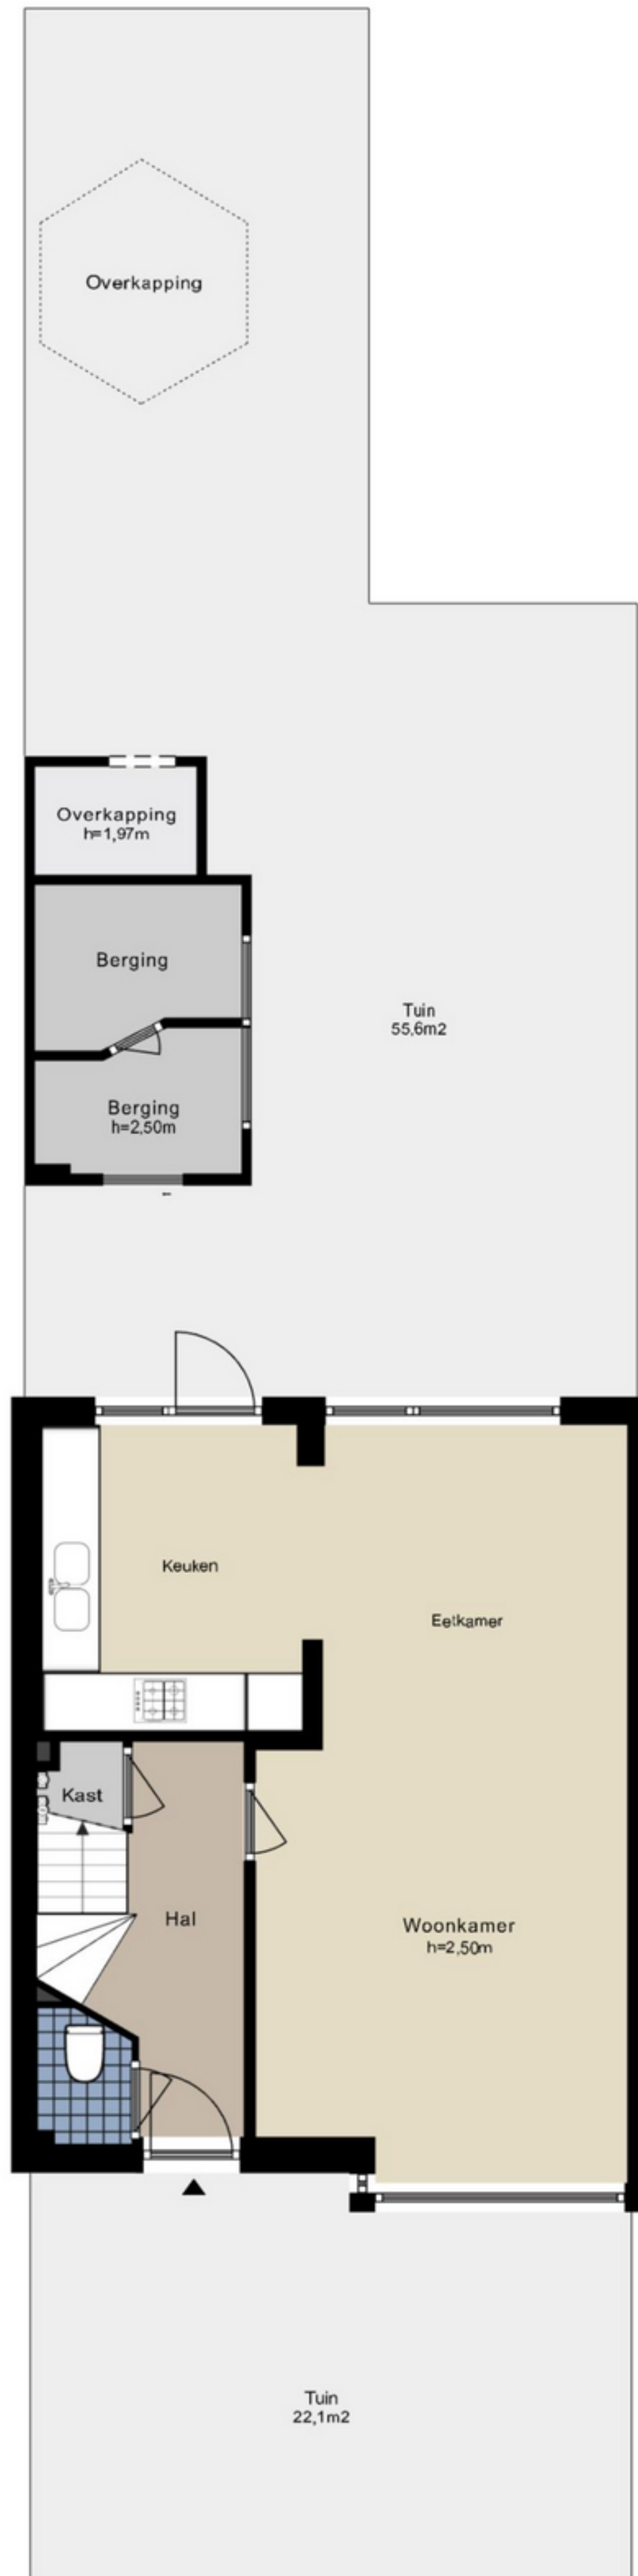 Overkapping
Overkapping
h=1,97m
Berging
Tuin
55,6m2
Berging
h=2,50m
Keuken
Eetkamer
Kast
Hal
Woonkamer
h=2,50m
Tuin
22,1m2